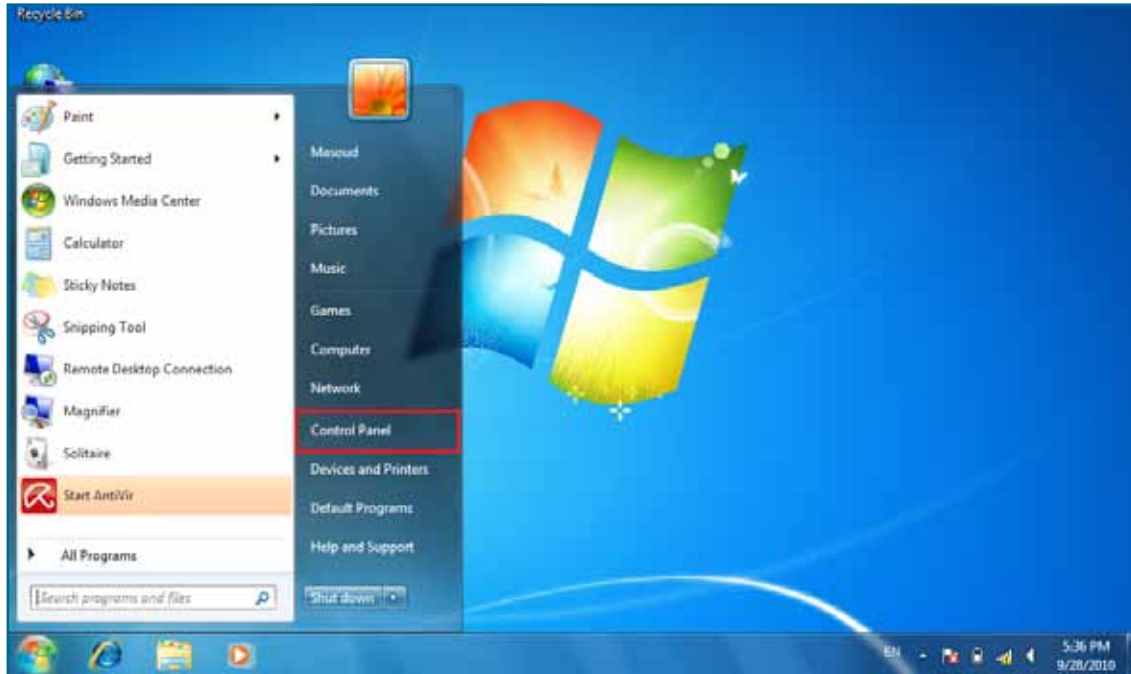 Recycle Bin
Paint
Getting Started
Windows Media Center
Calculator
Sticky Notes
Snipping Tool
Remote Desktop Connection
Magnifier
Solitaire
Start AntiVir
All Programs
Search programs and files
Masoud
Documents
Pictures
Music
Games
Computer
Network
Control Panel
Devices and Printers
Default Programs
Help and Support
Shut down
EN
5:36 PM
9/28/2010